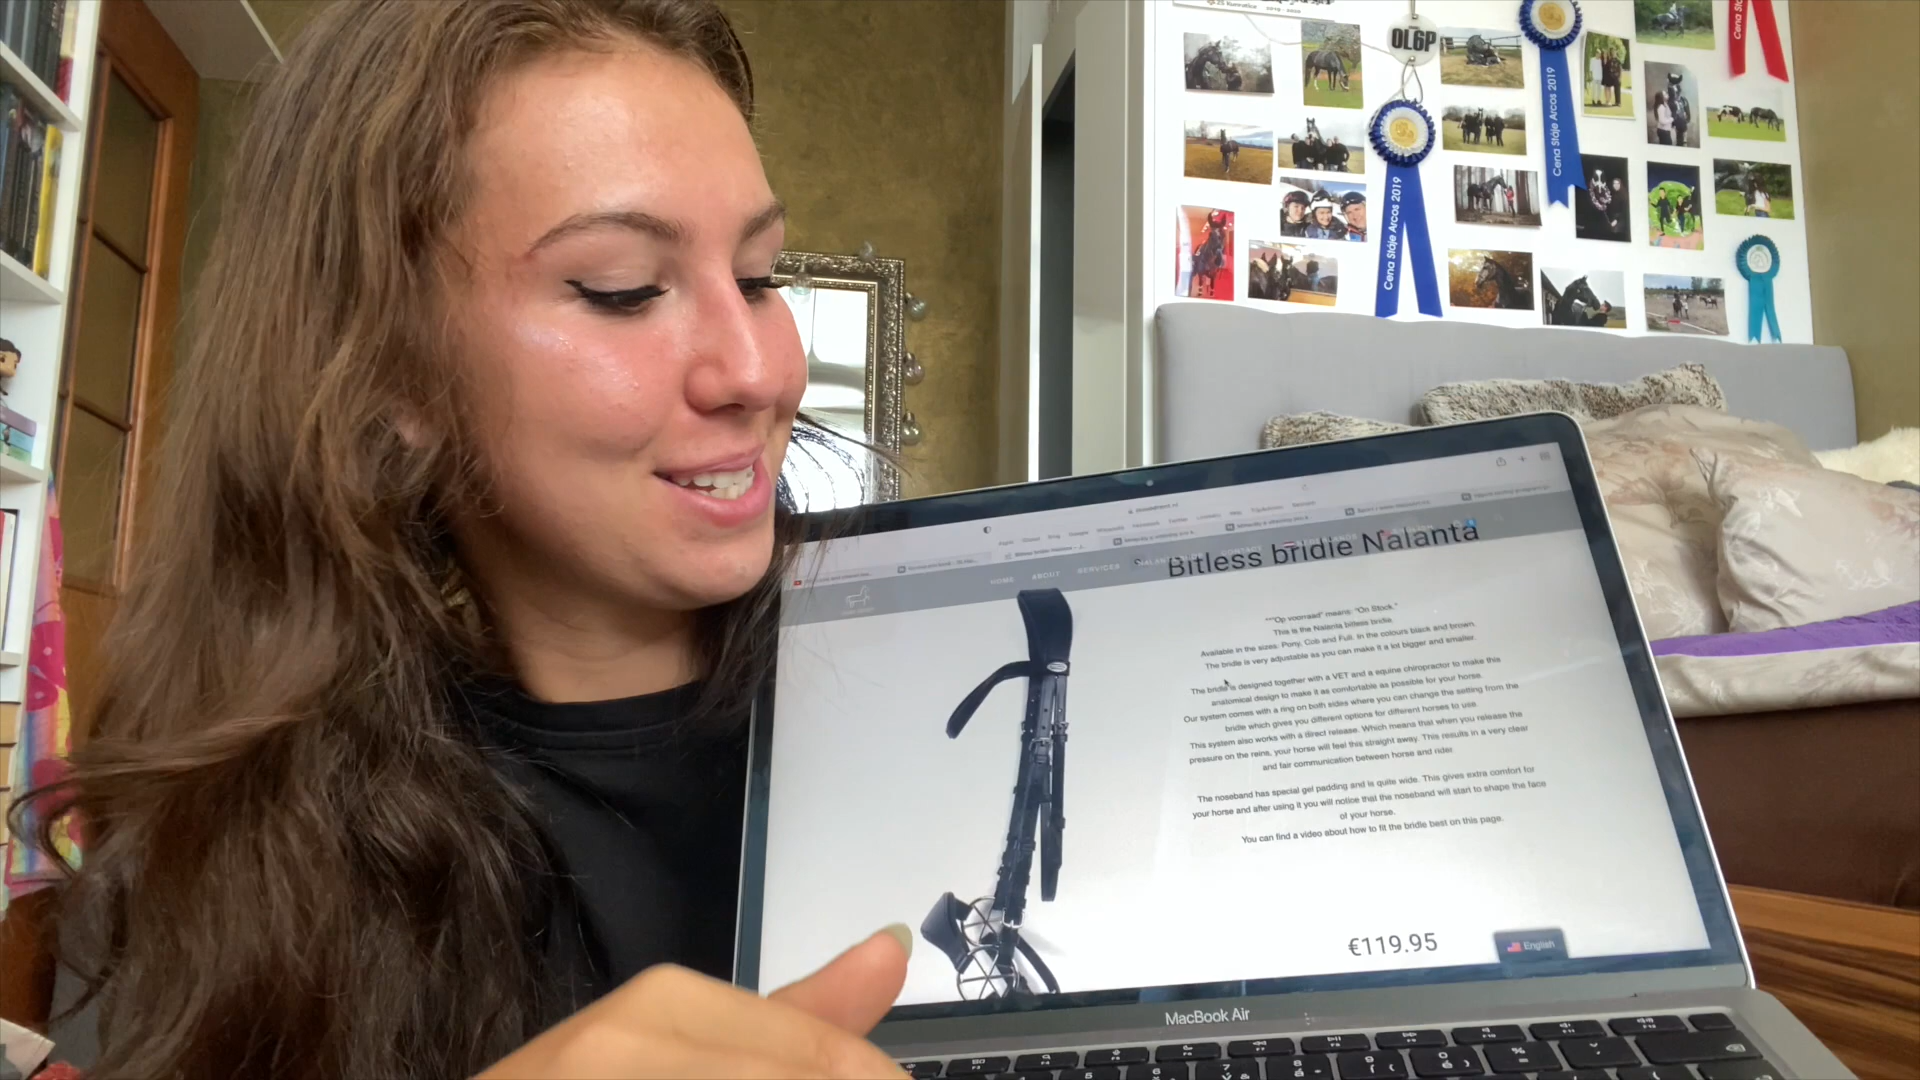 ZŠ Kunratice
2019 - 2020
OL6P
Cena Stáje Arcos 2019
Cena Stáje Arcos 2019
HOME ABOUT SERVICES
Bitless bridle Nalanta
"Op voorraad" means: "On Stock."
This is the Nalanta bitless bridle.
Available in the sizes: Pony, Cob and Full. In the colours black and brown.
The bridle is very adjustable as you can make it a lot bigger and smaller.
The bridle is designed together with a VET and a equine chiropractor to make this
anatomical design to make it as comfortable as possible for your horse.
Our system comes with a ring on both sides where you can change the setting from the
bridle which gives you different options for different horses to use.
This system also works with a direct release. Which means that when you release the
pressure on the reins, your horse will feel this straight away. This results in a very clear
and fair communication between horse and rider.
The noseband has special gel padding and is quite wide. This gives extra comfort for
your horse and after using it you will notice that the noseband will start to shape the face
of your horse.
You can find a video about how to fit the bridle best on this page.
€119.95
English
MacBook Air